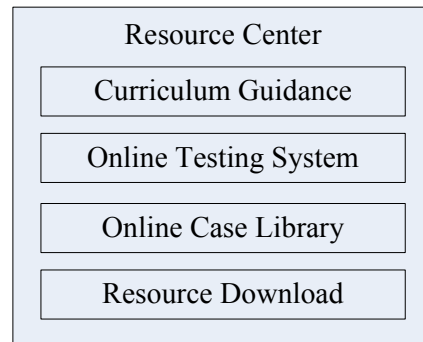 Resource Center
Curriculum Guidance
Online Testing System
Online Case Library
Resource Download